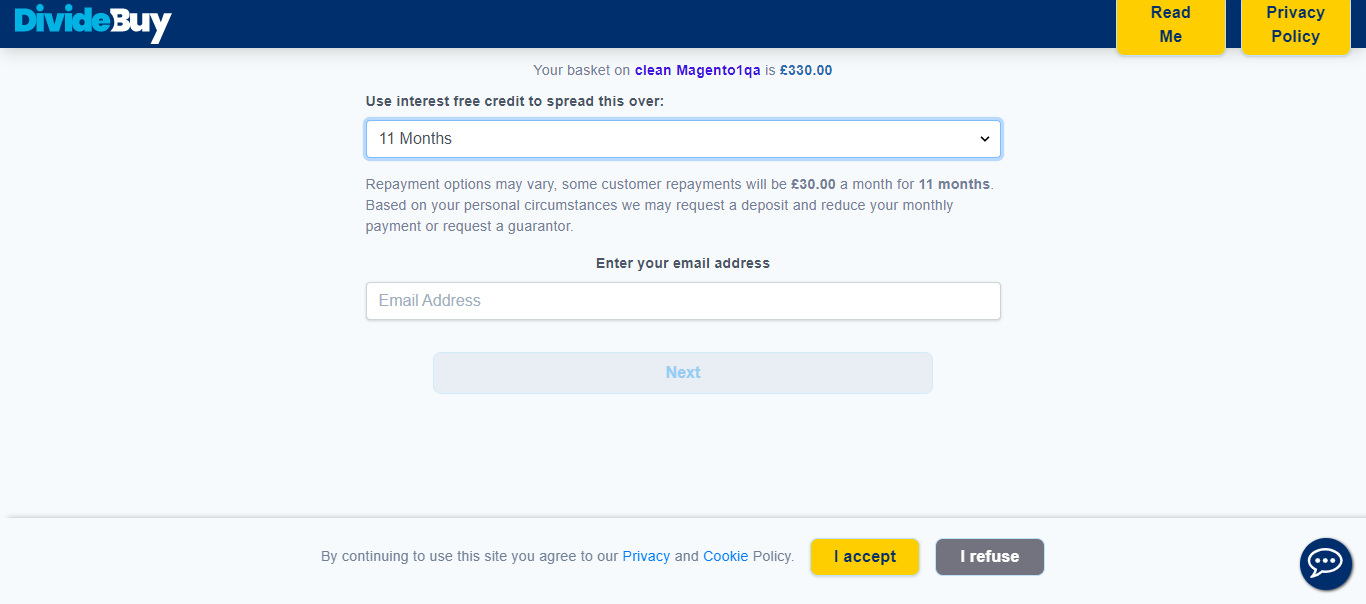 DivideBuy
Read
Me
Privacy
Policy
Your basket on clean Magento1qa is £330.00
Use interest free credit to spread this over:
11 Months
Repayment options may vary, some customer repayments will be £30.00 a month for 11 months.
Based on your personal circumstances we may request a deposit and reduce your monthly
payment or request a guarantor.
Enter your email address
Email Address
Next
By continuing to use this site you agree to our Privacy and Cookie Policy.
I accept
I refuse